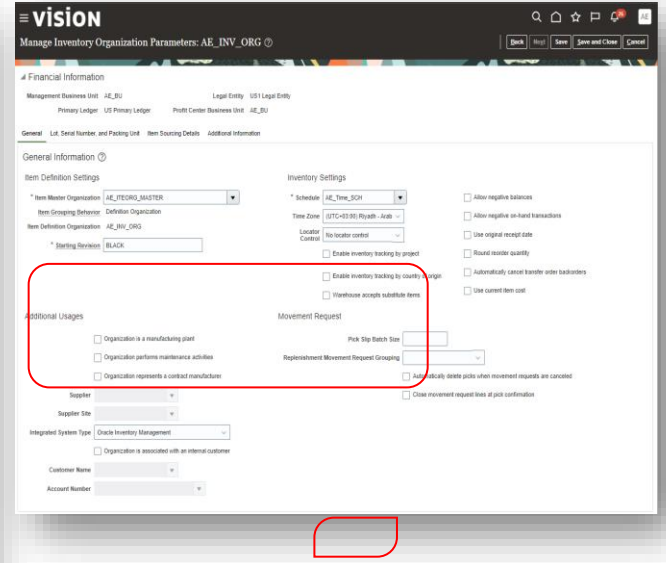 vision
AE
Manage Inventory Organization Parameters: AE_INV_ORG
Back Next Save Save and Close Cancel
Financial Information
Management Business Unit AE_BU Legal Entity US1 Legal Entity
Primary Ledger US Primary Ledger Profit Center Business Unit AE_BU
General Lot, Serial Number, and Packing Unit Item Sourcing Details Additional Information
General Information
Item Definition Settings Inventory Settings
* Item Master Organization AE_ITEORG_MASTER * Schedule AE_Time_SCH Allow negative balances
Item Grouping Behavior Definition Organization Time Zone (UTC+03:00) Riyadh - Arab Allow negative on-hand transactions
Item Definition Organization AE_INV_ORG Locator Control No locator control Use original receipt date
* Starting Revision BLACK Enable inventory tracking by project Round reorder quantity
Enable inventory tracking by country of origin Automatically cancel transfer order backorders
Warehouse accepts substitute items Use current item cost
Additional Usages Movement Request
Organization is a manufacturing plant Pick Slip Batch Size
Organization performs maintenance activities Replenishment Movement Request Grouping
Organization represents a contract manufacturer Automatically delete picks when movement requests are canceled
Supplier Close movement request lines at pick confirmation
Supplier Site
Integrated System Type Oracle Inventory Management
Organization is associated with an internal customer
Customer Name
Account Number